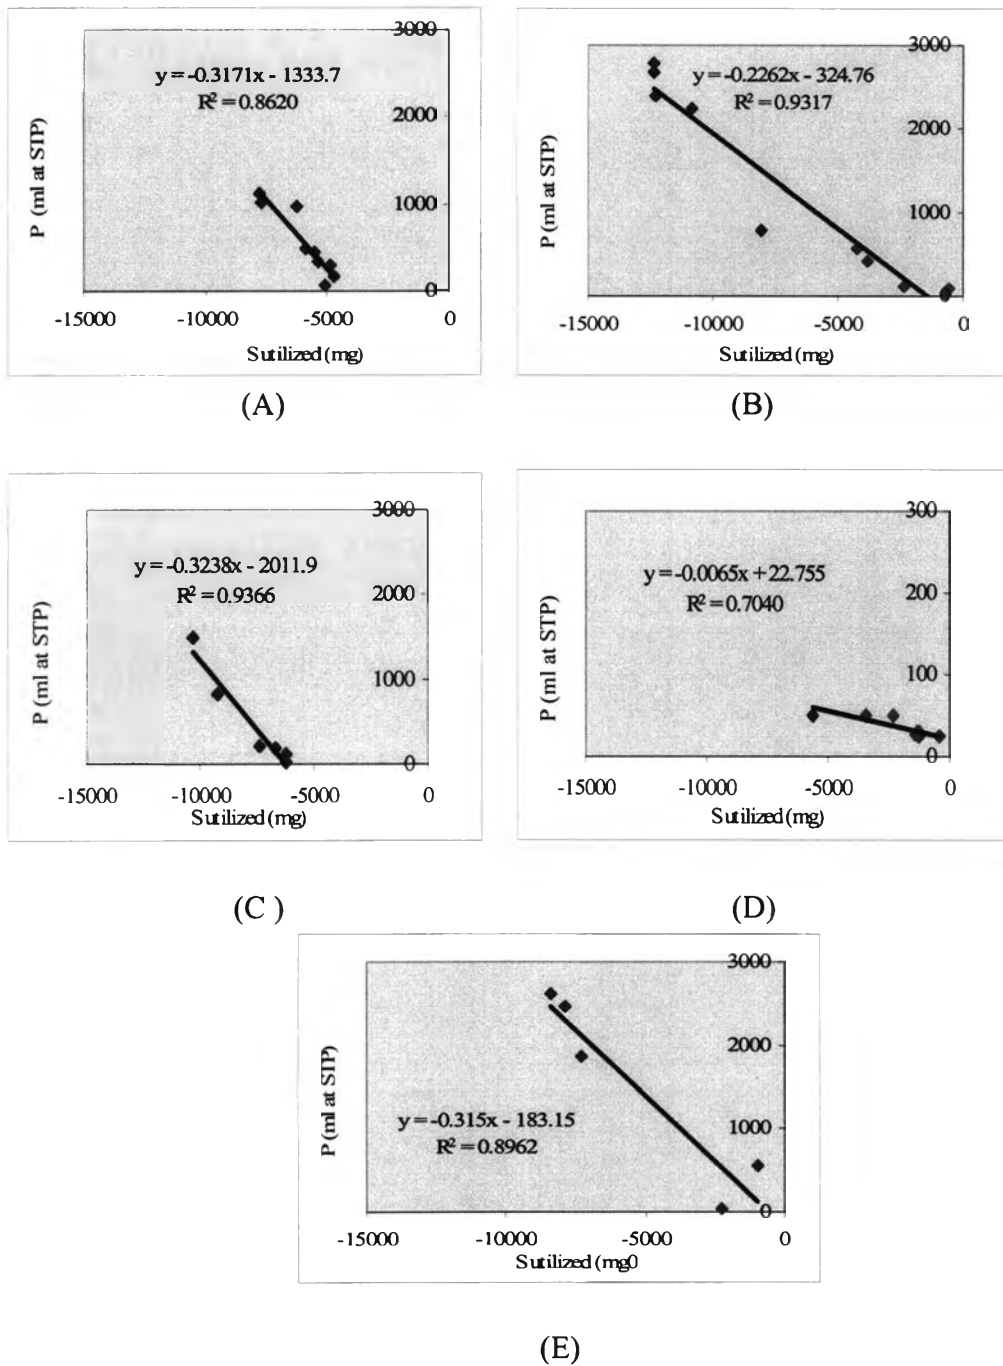 3000
y = -0.3171x - 1333.7
R² = 0.8620
2000
1000
0
P (ml at STP)
-15000 -10000 -5000 0
Sutilized (mg)
(A)
3000
y = -0.2262x - 324.76
R² = 0.9317
2000
1000
0
P (ml at STP)
-15000 -10000 -5000 0
Sutilized (mg)
(B)
3000
y = -0.3238x - 2011.9
R² = 0.9366
2000
1000
0
P (ml at STP)
-15000 -10000 -5000 0
Sutilized (mg)
(C )
300
y = -0.0065x + 22.755
R² = 0.7040
200
100
0
P (ml at STP)
-15000 -10000 -5000 0
Sutilized (mg)
(D)
3000
2000
y = -0.315x - 183.15
R² = 0.8962
1000
0
P (ml at STP)
-15000 -10000 -5000 0
Sutilized (mg0
(E)